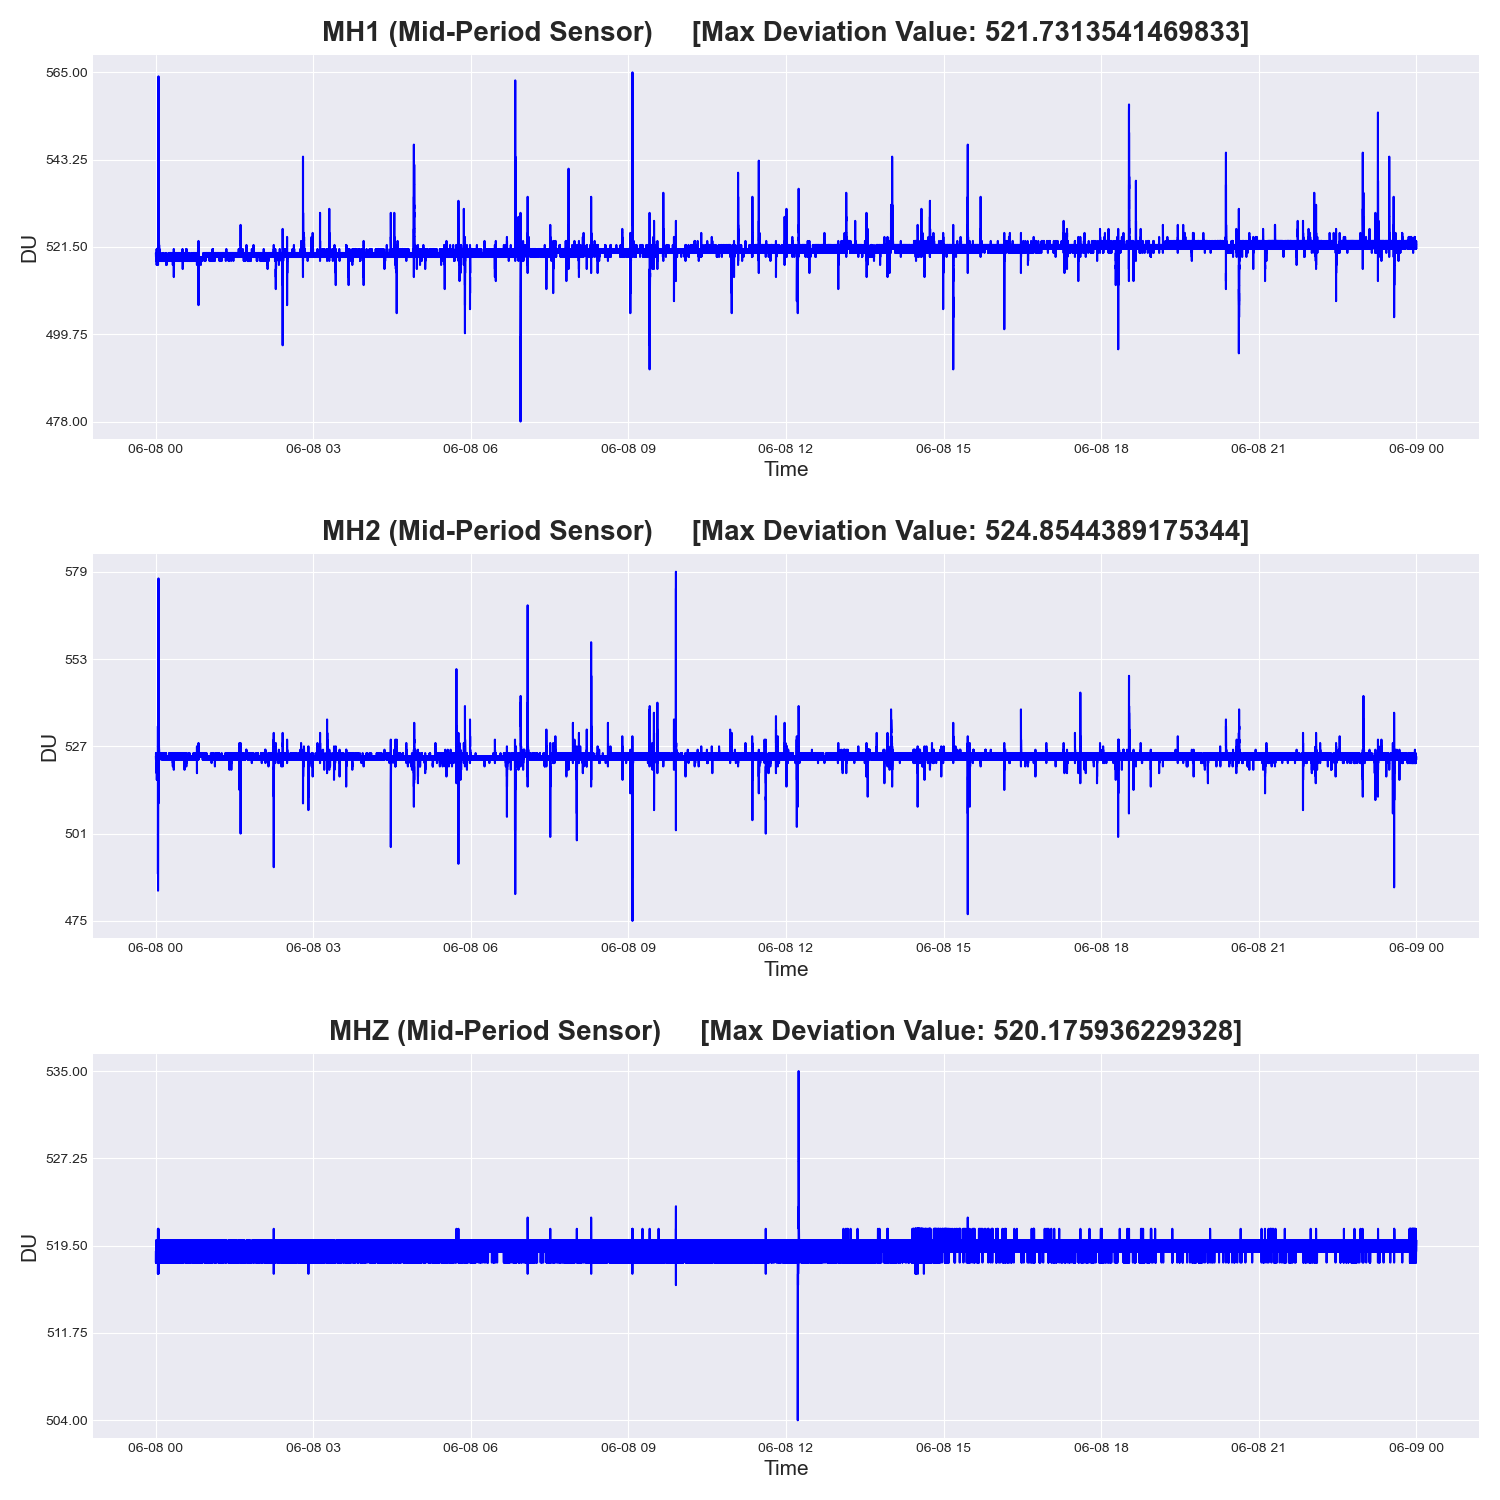 MH1 (Mid-Period Sensor) [Max Deviation Value: 521.7313541469833]
565.00
543.25
521.50
499.75
478.00
DU
06-08 00 06-08 03 06-08 06 06-08 09 06-08 12 06-08 15 06-08 18 06-08 21 06-09 00
Time
MH2 (Mid-Period Sensor) [Max Deviation Value: 524.8544389175344]
579
553
527
501
475
DU
06-08 00 06-08 03 06-08 06 06-08 09 06-08 12 06-08 15 06-08 18 06-08 21 06-09 00
Time
MHZ (Mid-Period Sensor) [Max Deviation Value: 520.175936229328]
535.00
527.25
519.50
511.75
504.00
DU
06-08 00 06-08 03 06-08 06 06-08 09 06-08 12 06-08 15 06-08 18 06-08 21 06-09 00
Time